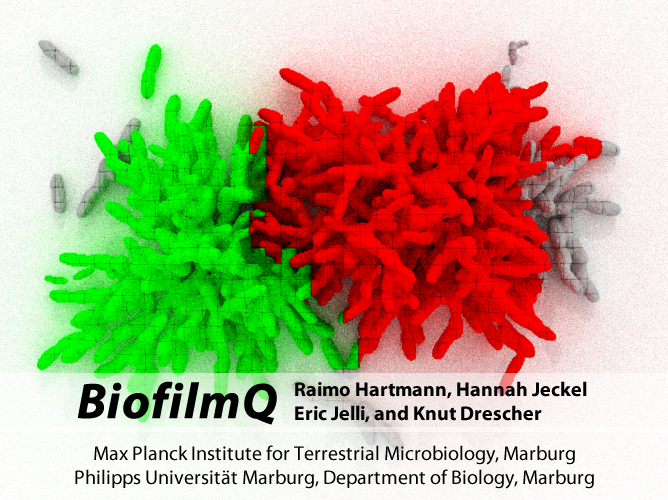 BiofilmQ
Raimo Hartmann, Hannah Jeckel
Eric Jelli, and Knut Drescher
Max Planck Institute for Terrestrial Microbiology, Marburg
Philipps Universität Marburg, Department of Biology, Marburg